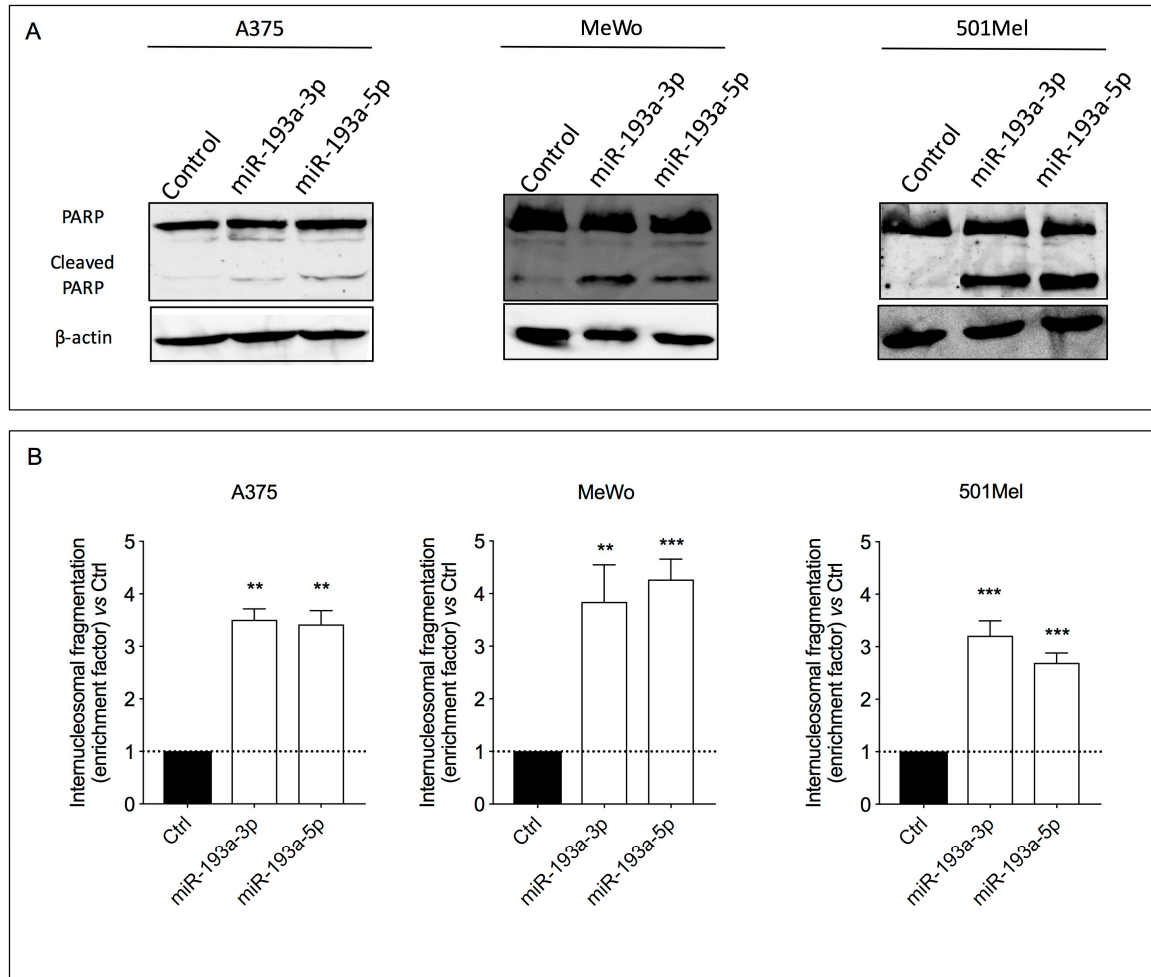 A
A375
MeWo
501Mel
Control
miR-193a-3p
miR-193a-5p
Control
miR-193a-3p
miR-193a-5p
Control
miR-193a-3p
miR-193a-5p
PARP
Cleaved
PARP
β-actin
B
A375
Internucleosomal fragmentation
(enrichment factor) vs Ctrl
5
4
3
2
1
0
** **
Ctrl
miR-193a-3p
miR-193a-5p
MeWo
Internucleosomal fragmentation
(enrichment factor) vs Ctrl
5
4
3
2
1
0
** ***
Ctrl
miR-193a-3p
miR-193a-5p
501Mel
Internucleosomal fragmentation
(enrichment factor) vs Ctrl
5
4
3
2
1
0
***
***
Ctrl
miR-193a-3p
miR-193a-5p